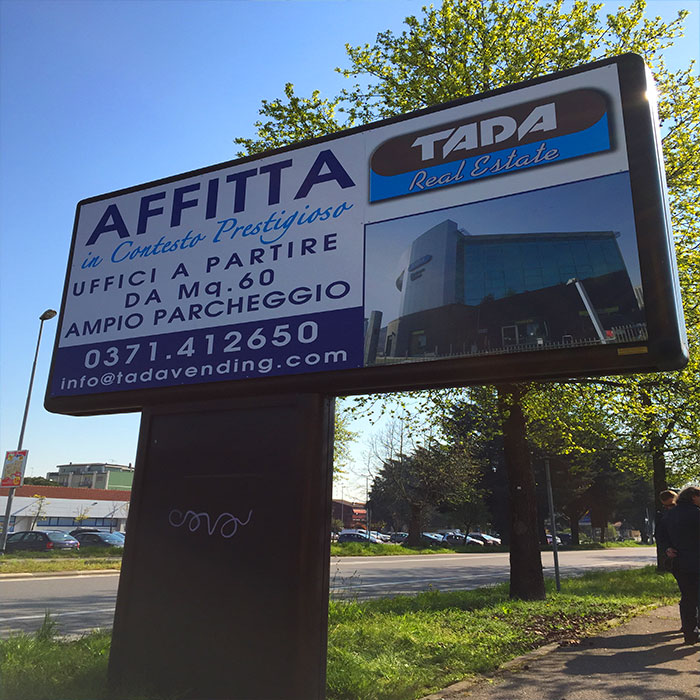 AFFITTA
in Contesto Prestigioso
UFFICI A PARTIRE
DA Mq.60
AMPIO PARCHEGGIO
0371.412650
info@tadavending.com
TADA
Real Estate